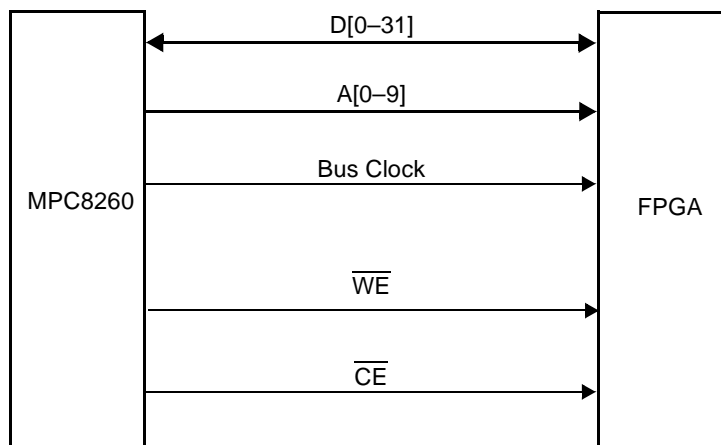 D[0–31]
A[0–9]
Bus Clock
MPC8260
FPGA
WE
CE